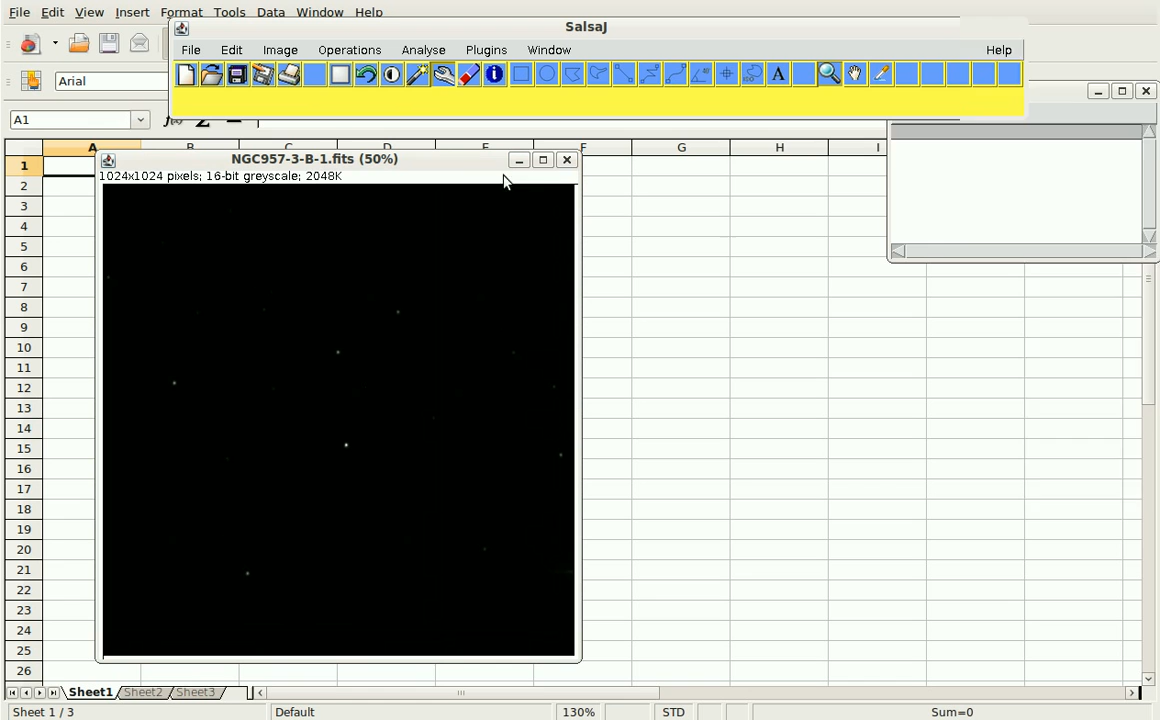 File Edit View Insert Format Tools Data Window Help
SalsaJ
File Edit Image Operations Analyse Plugins Window Help
Arial
A
A1
A B C D E F G H I
NGC957-3-B-1.fits (50%)
1024x1024 pixels; 16-bit greyscale; 2048K
1
2
3
4
5
6
7
8
9
10
11
12
13
14
15
16
17
18
19
20
21
22
23
24
25
26
Sheet1 Sheet2 Sheet3
Sheet 1 / 3 Default 130% STD Sum=0